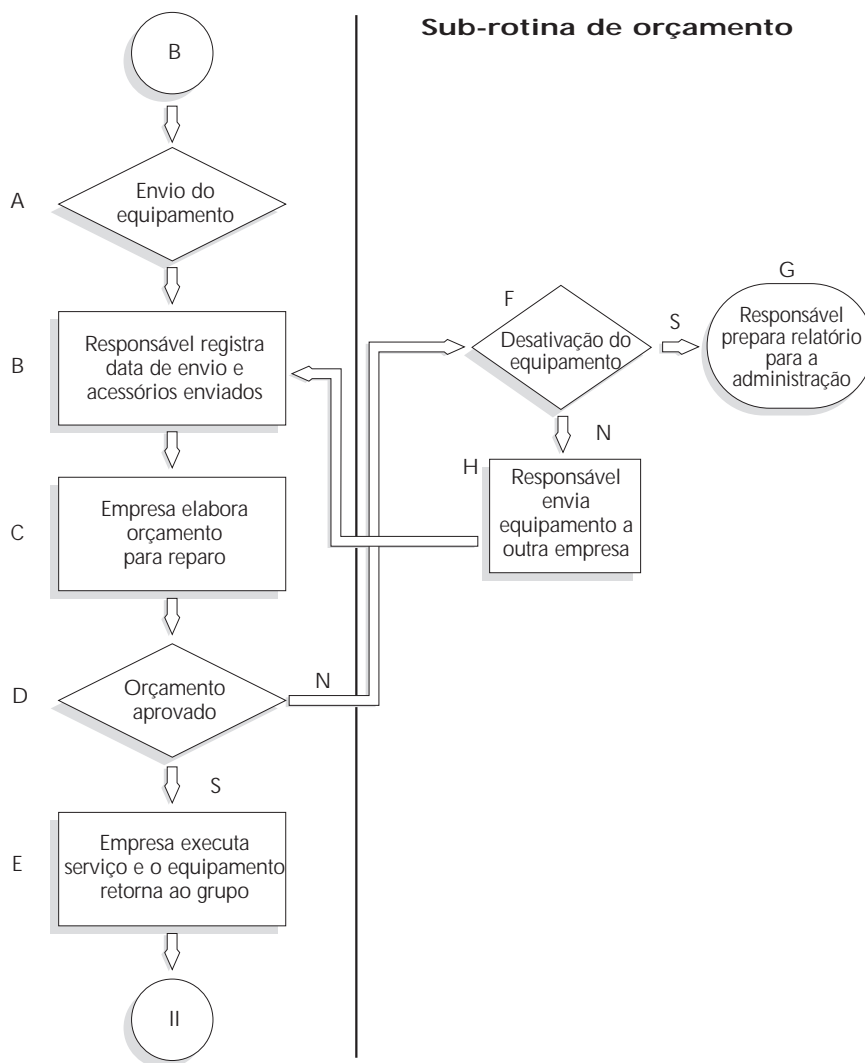 Sub-rotina de orçamento
B
A
Envio do
equipamento
B
Responsável registra
data de envio e
acessórios enviados
C
Empresa elabora
orçamento
para reparo
D
Orçamento
aprovado
N
S
E
Empresa executa
serviço e o equipamento
retorna ao grupo
II
F
Desativação do
equipamento
S
G
Responsável
prepara relatório
para a
administração
N
H
Responsável
envia
equipamento a
outra empresa